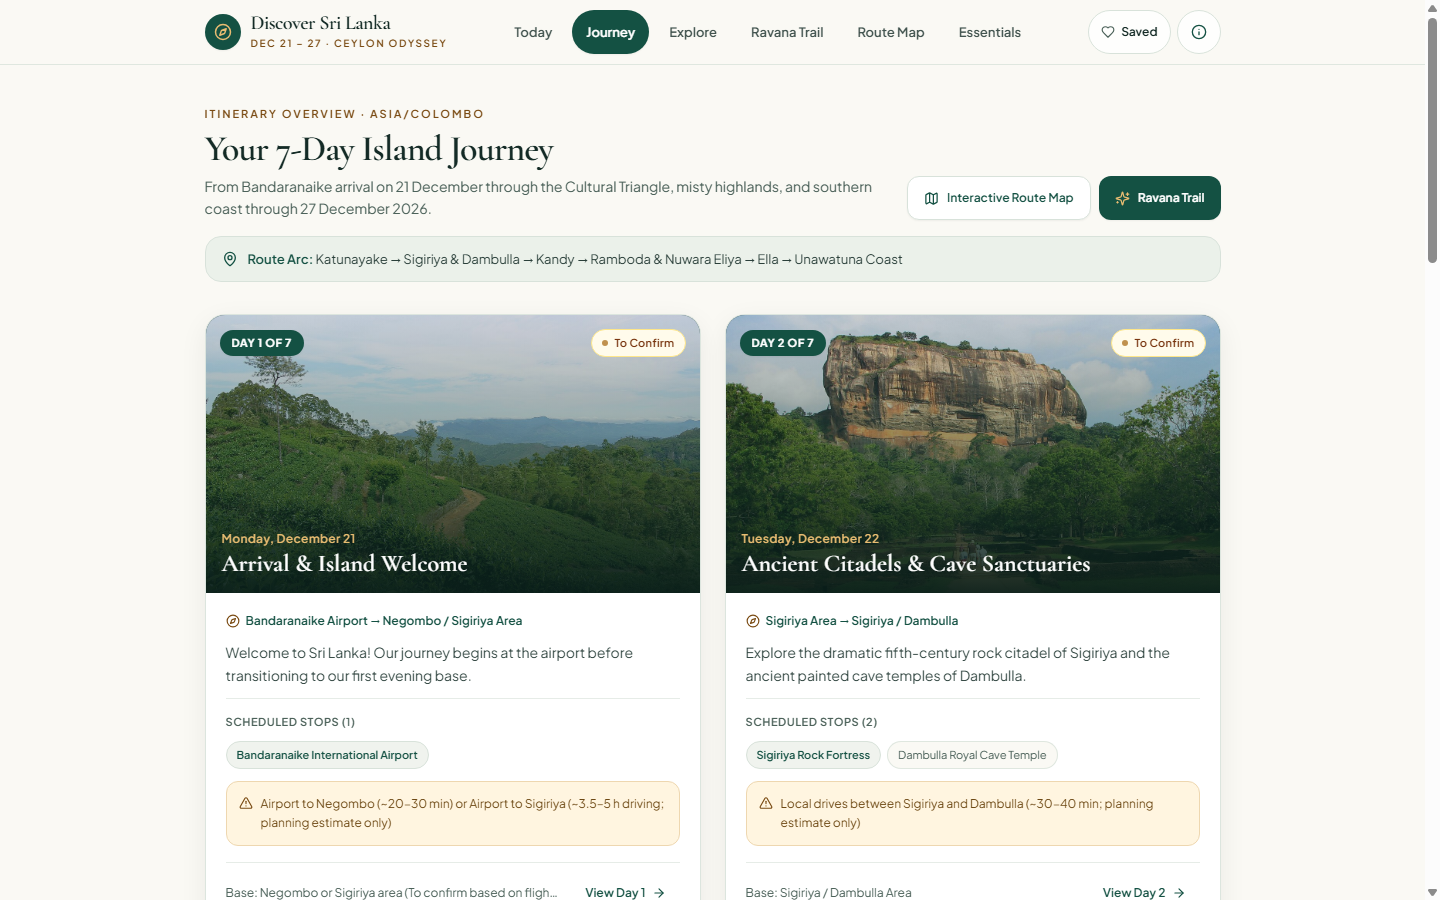 Discover Sri Lanka
DEC 21 – 27 · CEYLON ODYSSEY
Today
Journey
Explore
Ravana Trail
Route Map
Essentials
Saved
ITINERARY OVERVIEW · ASIA/COLOMBO
Your 7-Day Island Journey
From Bandaranaike arrival on 21 December through the Cultural Triangle, misty highlands, and southern
coast through 27 December 2026.
Interactive Route Map
Ravana Trail
Route Arc: Katunayake → Sigiriya & Dambulla → Kandy → Ramboda & Nuwara Eliya → Ella → Unawatuna Coast
DAY 1 OF 7
To Confirm
Monday, December 21
Arrival & Island Welcome
Bandaranaike Airport → Negombo / Sigiriya Area
Welcome to Sri Lanka! Our journey begins at the airport before
transitioning to our first evening base.
SCHEDULED STOPS (1)
Bandaranaike International Airport
Airport to Negombo (~20–30 min) or Airport to Sigiriya (~3.5–5 h driving;
planning estimate only)
Base: Negombo or Sigiriya area (To confirm based on fligh...
View Day 1 →
DAY 2 OF 7
To Confirm
Tuesday, December 22
Ancient Citadels & Cave Sanctuaries
Sigiriya Area → Sigiriya / Dambulla
Explore the dramatic fifth-century rock citadel of Sigiriya and the
ancient painted cave temples of Dambulla.
SCHEDULED STOPS (2)
Sigiriya Rock Fortress
Dambulla Royal Cave Temple
Local drives between Sigiriya and Dambulla (~30–40 min; planning
estimate only)
Base: Sigiriya / Dambulla Area
View Day 2 →